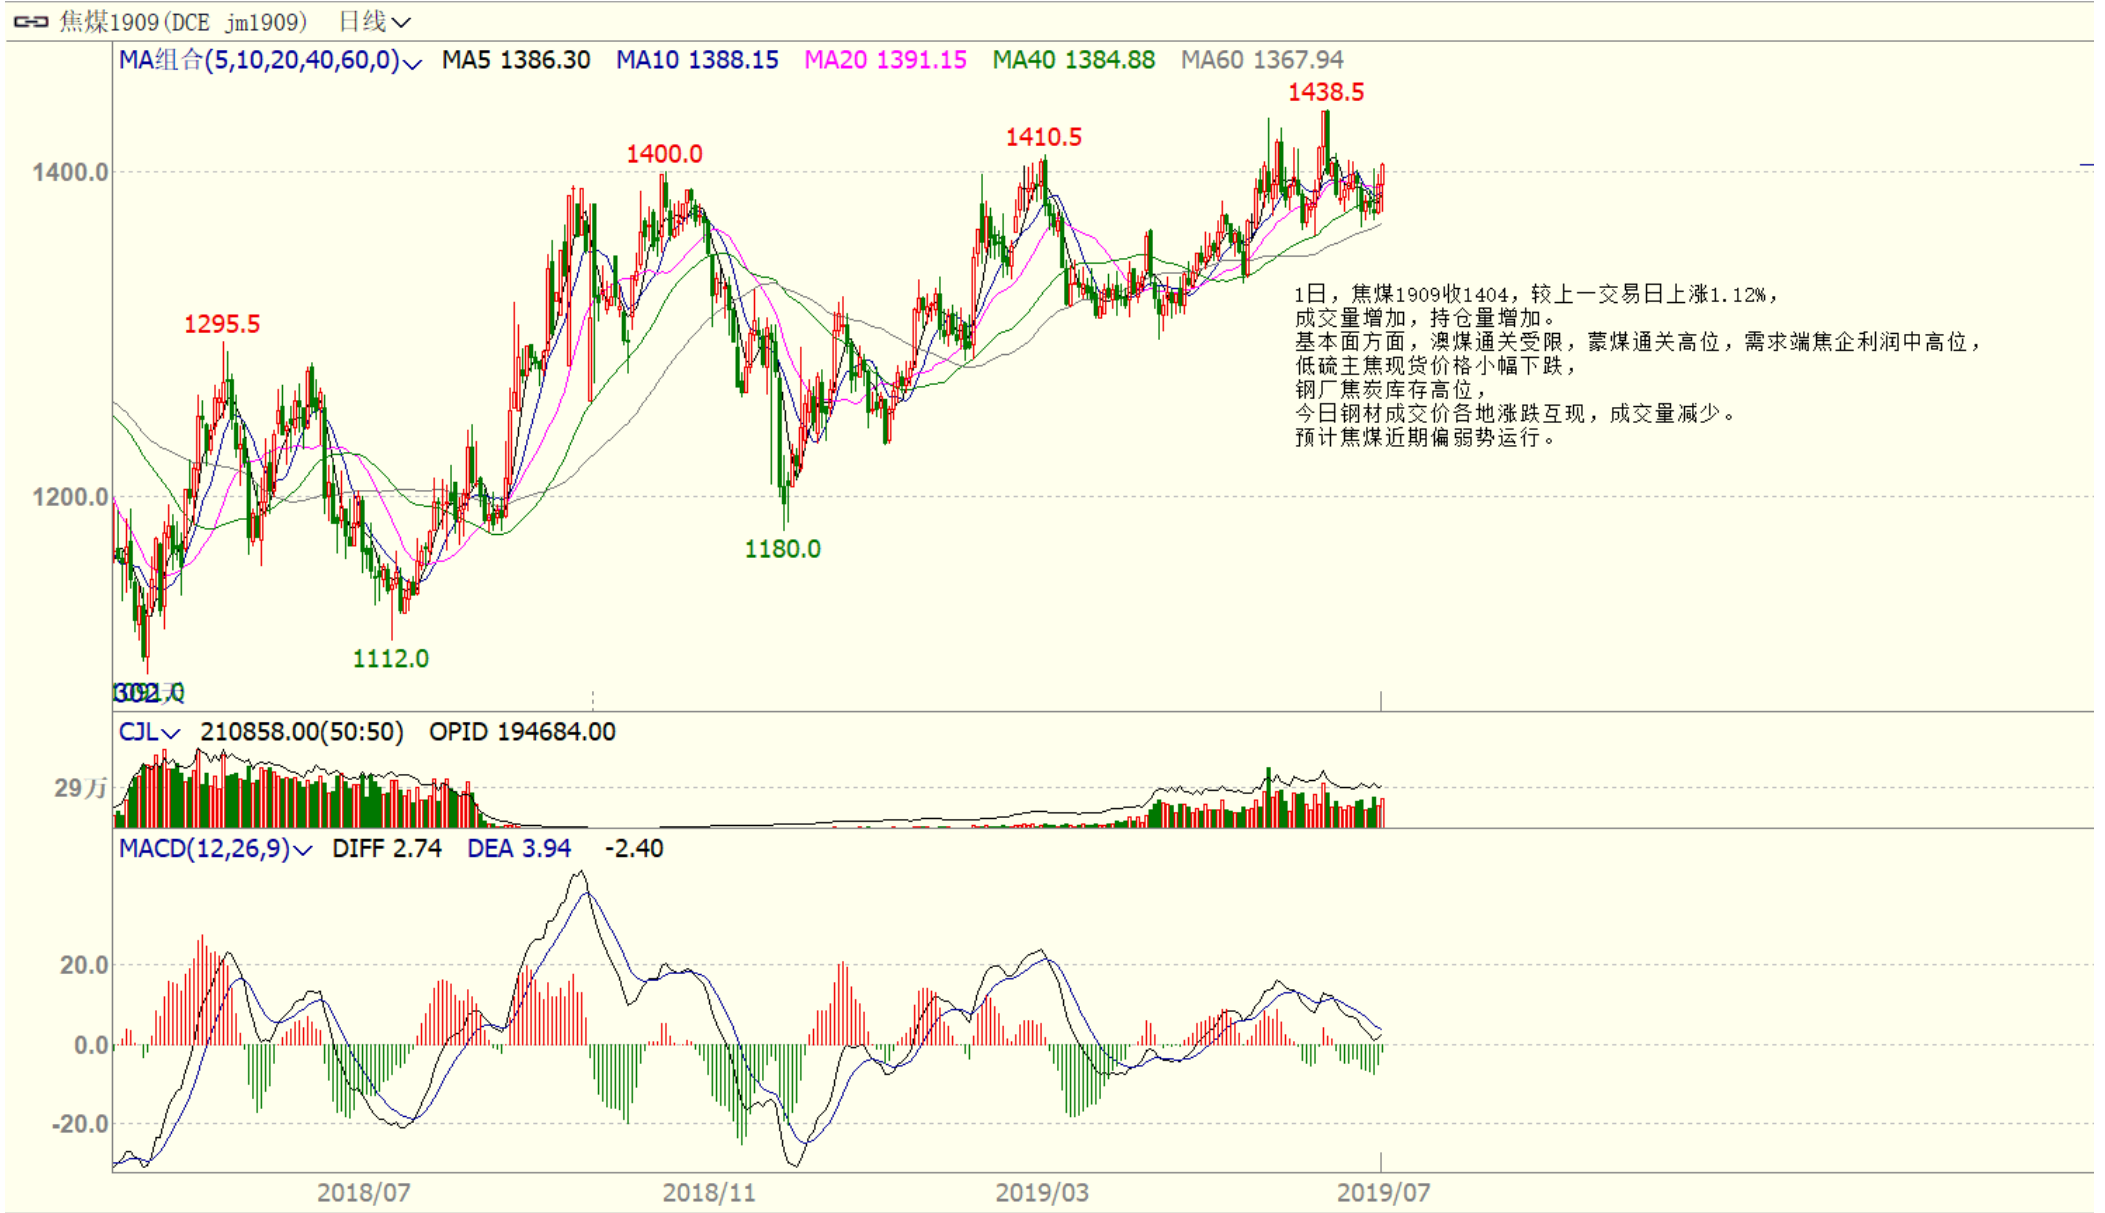 焦煤1909(DCE jm1909) 日线
MA组合(5,10,20,40,60,0) MA5 1386.30 MA10 1388.15 MA20 1391.15 MA40 1384.88 MA60 1367.94
1438.5
1410.5
1400.0
1400.0
1295.5
1日，焦煤1909收1404，较上一交易日上涨1.12%，
成交量增加，持仓量增加。
基本面方面，澳煤通关受限，蒙煤通关高位，需求端焦企利润中高位，
低硫主焦现货价格小幅下跌，
钢厂焦炭库存高位，
今日钢材成交价各地涨跌互现，成交量减少。
预计焦煤近期偏弱势运行。
1200.0
1180.0
1112.0
302天
CJL 210858.00(50:50) OPID 194684.00
29万
MACD(12,26,9) DIFF 2.74 DEA 3.94 -2.40
20.0
0.0
-20.0
2018/07 2018/11 2019/03 2019/07